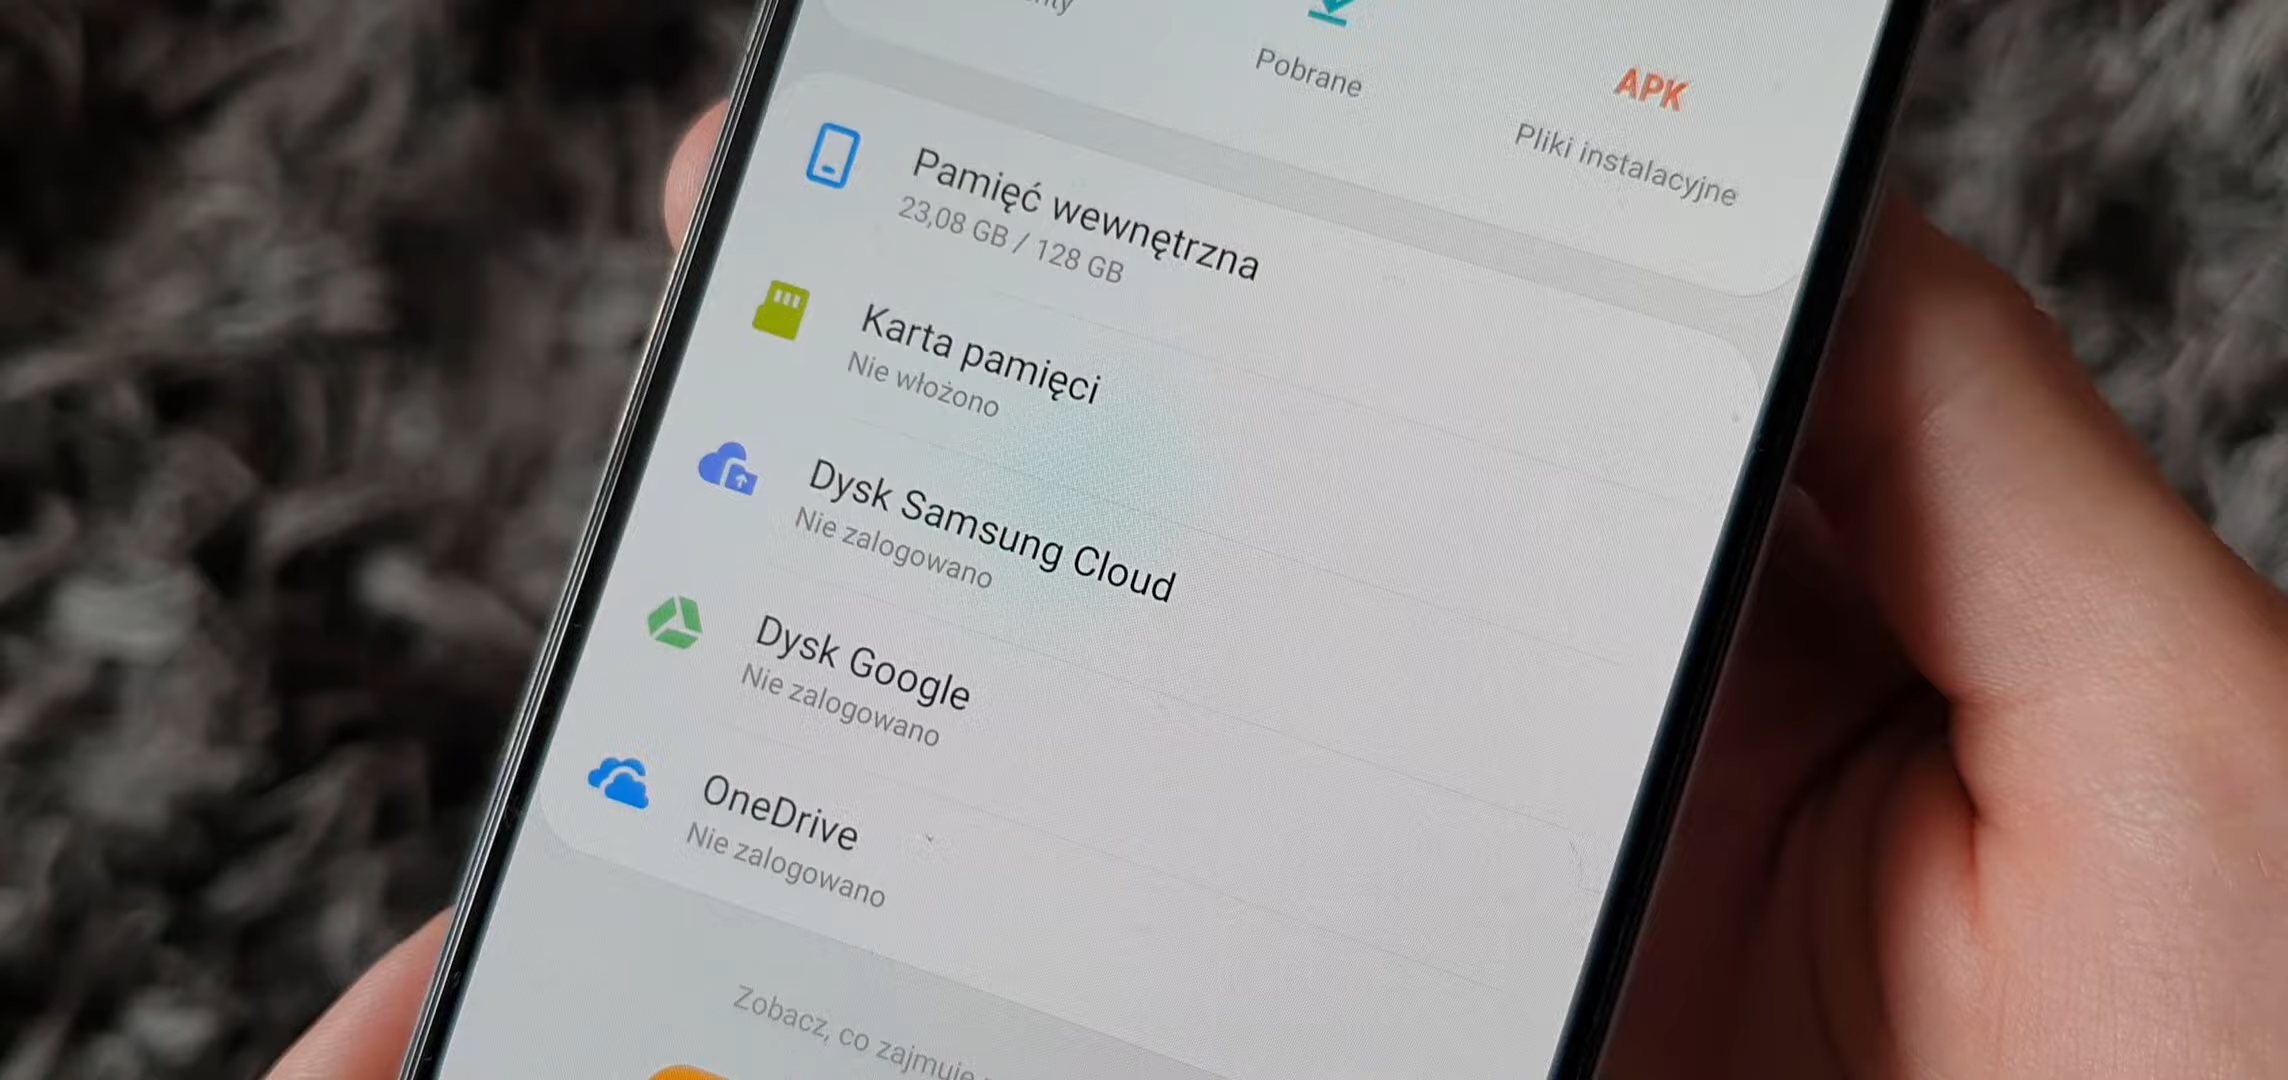 Pobrane
APK
Pliki instalacyjne
Pamięć wewnętrzna
23,08 GB / 128 GB
Karta pamięci
Nie włożono
Dysk Samsung Cloud
Nie zalogowano
Dysk Google
Nie zalogowano
OneDrive
Nie zalogowano
Zobacz, co zajmuje